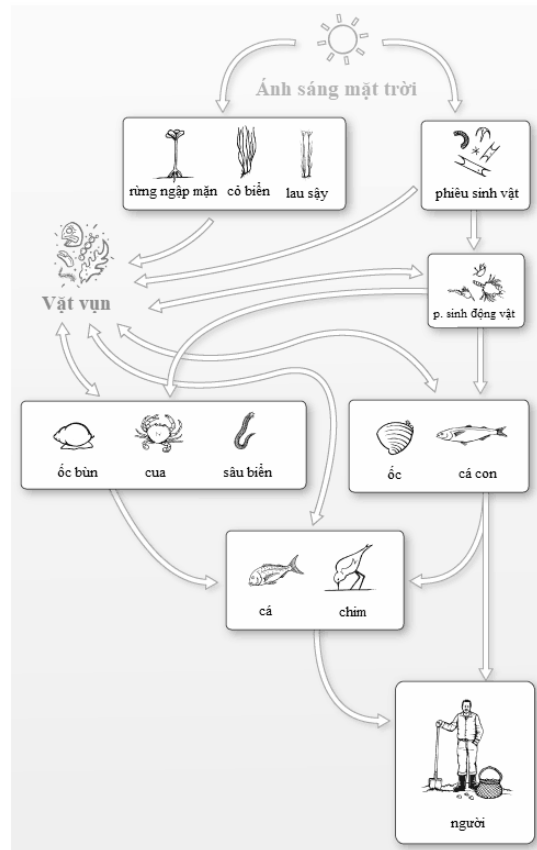 Ánh sáng mặt trời
rừng ngập mặn cỏ biển lau sậy
phiêu sinh vật
Vặt vụn
p. sinh động vật
ốc bùn cua sâu biển
ốc cá con
cá chim
người